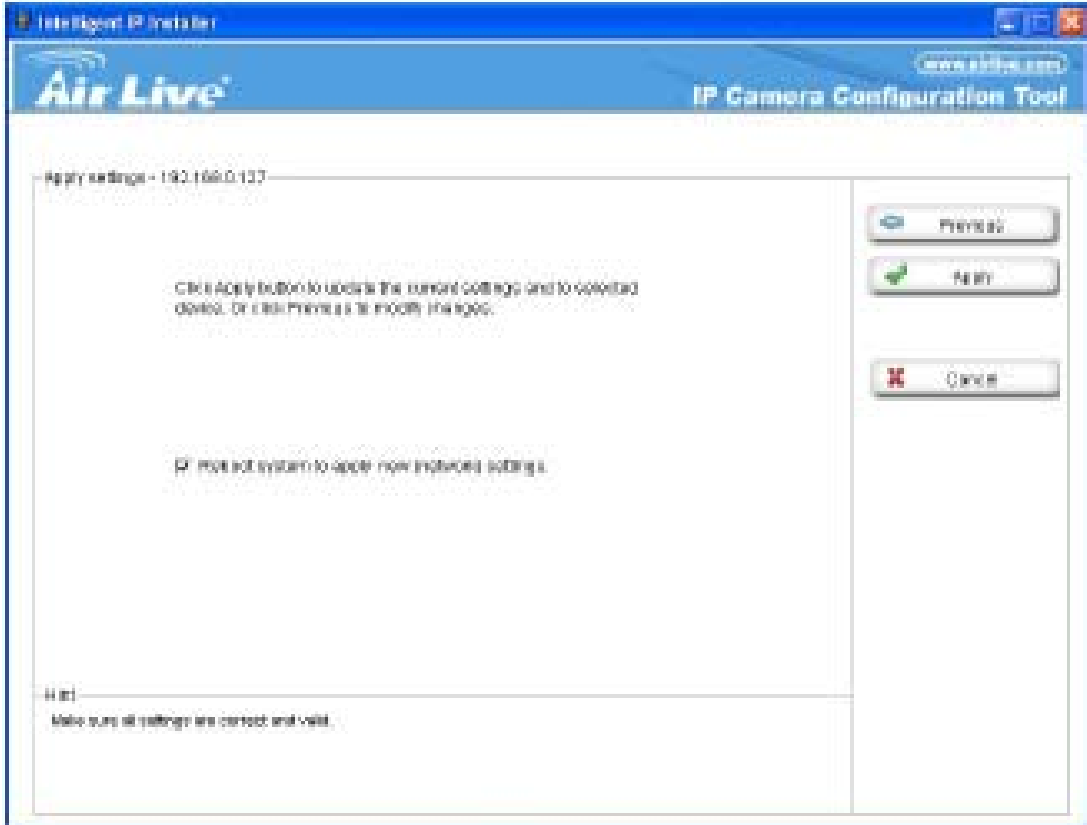 Intelligent IP Installer
Air Live
www.airlive.com
IP Camera Configuration Tool
Apply settings - 192.168.0.127
Previous
Click Apply button to update the current settings and to selected
device. Or click Previous to modify changes.
Apply
Cancel
Reboot system to apply new network settings.
Hint
Make sure all settings are correct and valid.